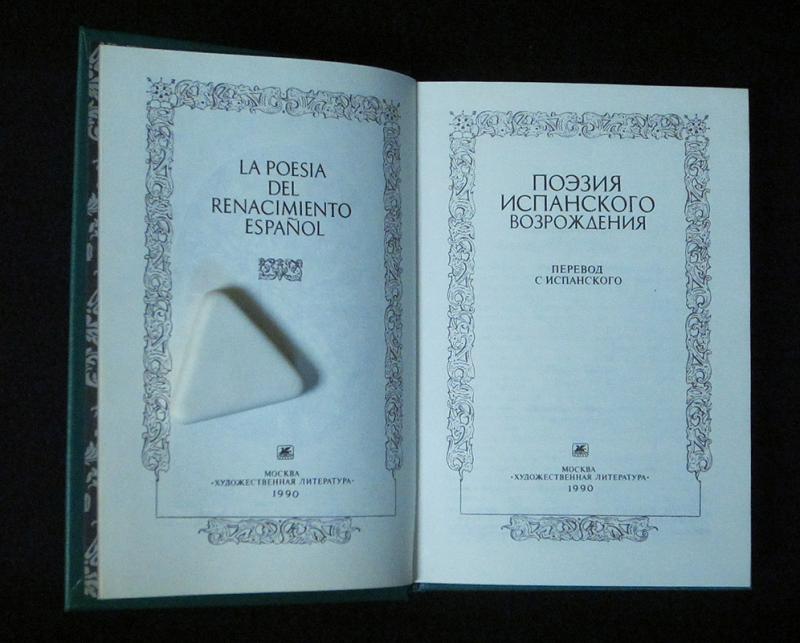 LA POESIA
DEL
RENACIMIENTO
ESPAÑOL
МОСКВА
«ХУДОЖЕСТВЕННАЯ ЛИТЕРАТУРА»
1990
ПОЭЗИЯ
ИСПАНСКОГО
ВОЗРОЖДЕНИЯ
ПЕРЕВОД
С ИСПАНСКОГО
МОСКВА
«ХУДОЖЕСТВЕННАЯ ЛИТЕРАТУРА»
1990